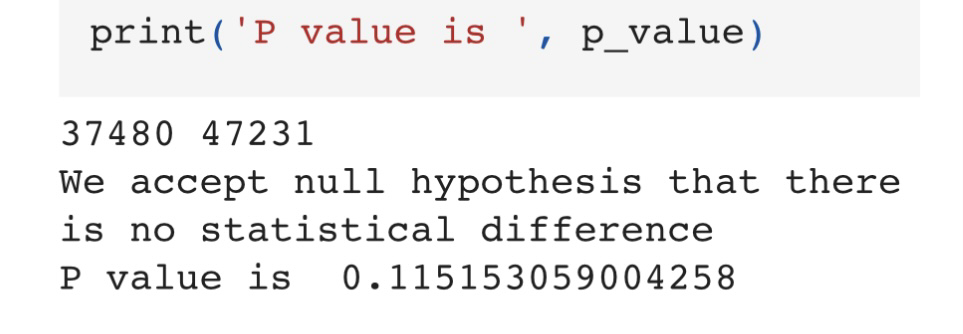 print('P value is ', p_value)
37480 47231
We accept null hypothesis that there
is no statistical difference
P value is  0.115153059004258